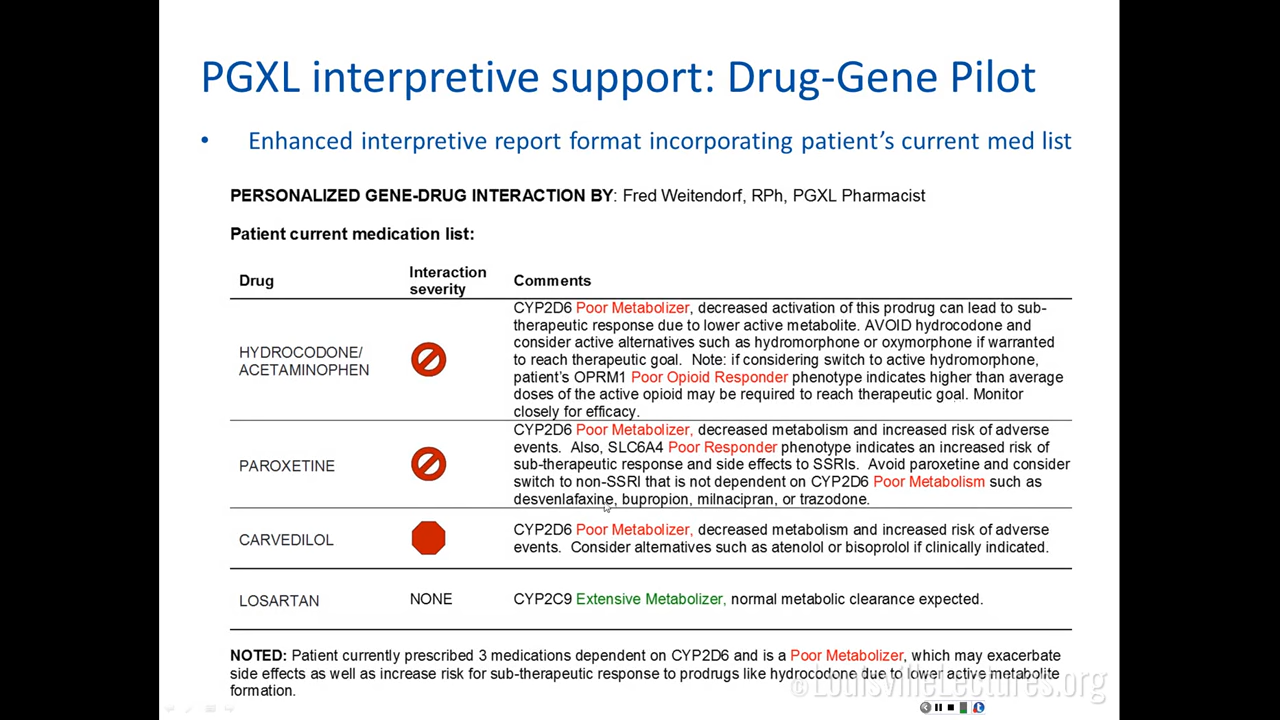 PGXL interpretive support: Drug-Gene Pilot
• Enhanced interpretive report format incorporating patient's current med list
PERSONALIZED GENE-DRUG INTERACTION BY: Fred Weitendorf, RPh, PGXL Pharmacist
Patient current medication list:
Drug
Interaction
severity
Comments
HYDROCODONE/
ACETAMINOPHEN
CYP2D6 Poor Metabolizer, decreased activation of this prodrug can lead to sub-
therapeutic response due to lower active metabolite. AVOID hydrocodone and
consider active alternatives such as hydromorphone or oxymorphone if warranted
to reach therapeutic goal. Note: if considering switch to active hydromorphone,
patient's OPRM1 Poor Opioid Responder phenotype indicates higher than average
doses of the active opioid may be required to reach therapeutic goal. Monitor
closely for efficacy.
PAROXETINE
CYP2D6 Poor Metabolizer, decreased metabolism and increased risk of adverse
events. Also, SLC6A4 Poor Responder phenotype indicates an increased risk of
sub-therapeutic response and side effects to SSRIs. Avoid paroxetine and consider
switch to non-SSRI that is not dependent on CYP2D6 Poor Metabolism such as
desvenlafaxine, bupropion, milnacipran, or trazodone.
CARVEDILOL
CYP2D6 Poor Metabolizer, decreased metabolism and increased risk of adverse
events. Consider alternatives such as atenolol or bisoprolol if clinically indicated.
LOSARTAN
NONE
CYP2C9 Extensive Metabolizer, normal metabolic clearance expected.
NOTED: Patient currently prescribed 3 medications dependent on CYP2D6 and is a Poor Metabolizer, which may exacerbate
side effects as well as increase risk for sub-therapeutic response to prodrugs like hydrocodone due to lower active metabolite
formation.
©LouisvilleLectures.org